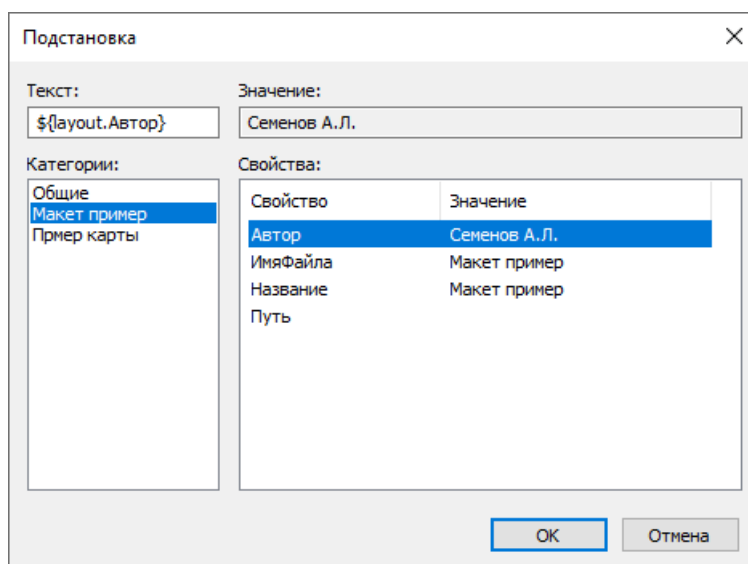 Подстановка
Текст: Значение:
${layout.Автор} Семенов А.Л.
Категории: Свойства:
Общие
Макет пример
Прмер карты
Свойство Значение
Автор Семенов А.Л.
ИмяФайла Макет пример
Название Макет пример
Путь
ОК Отмена